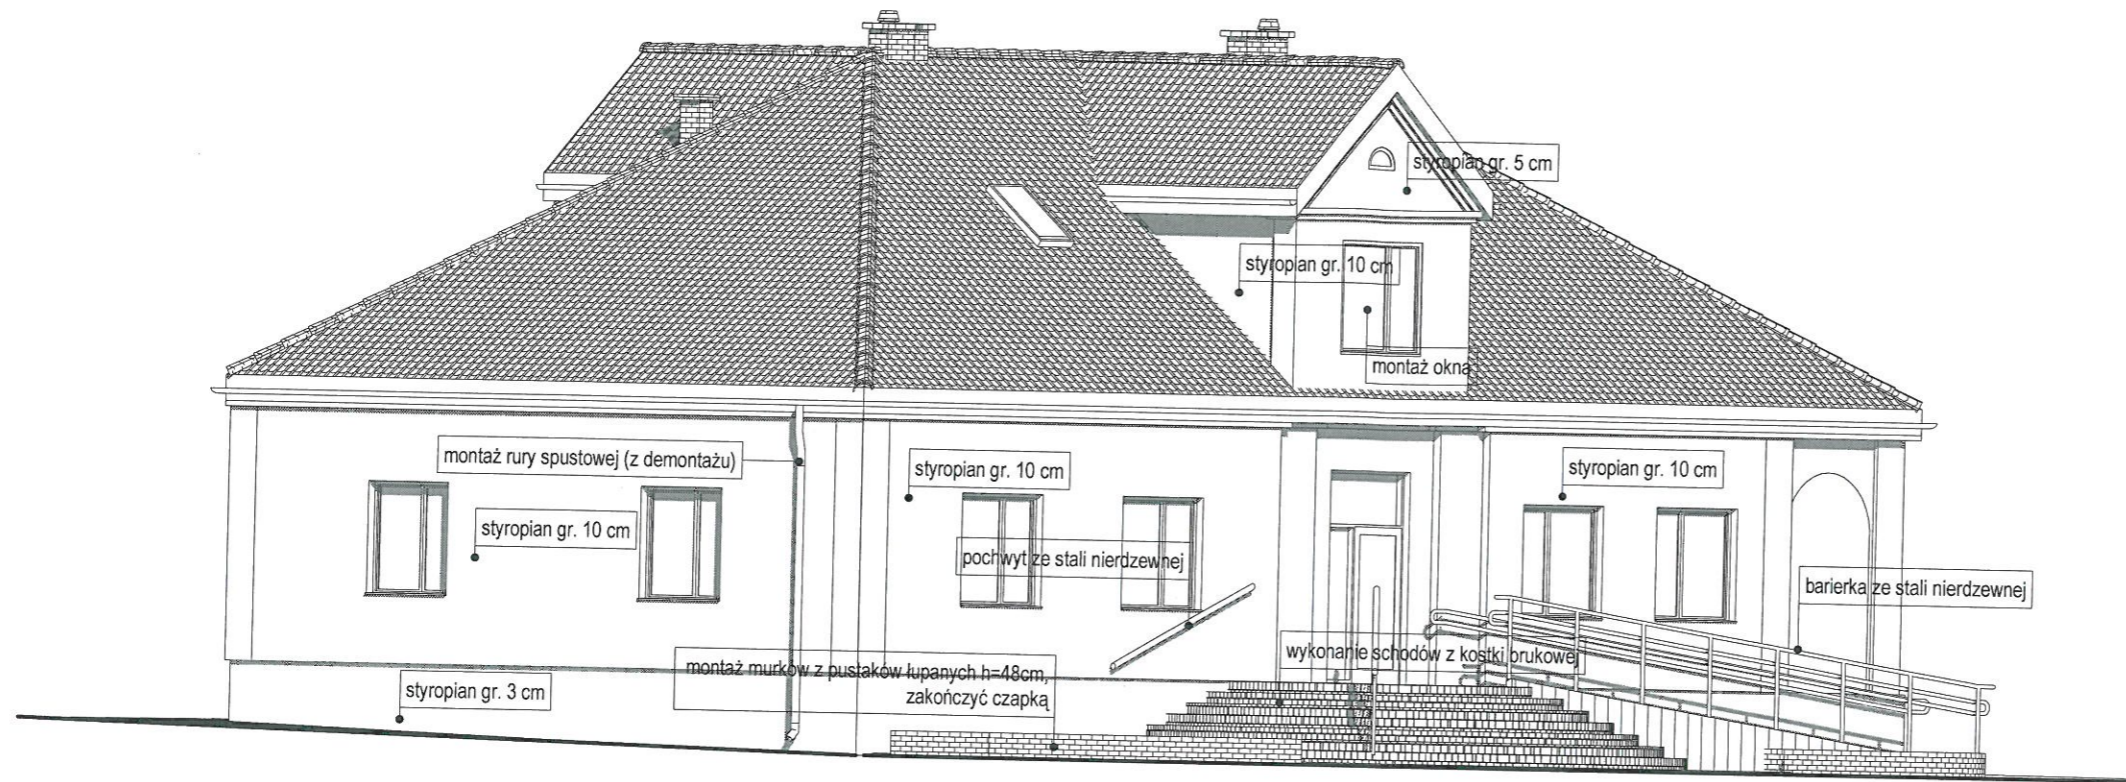 styropian gr. 5 cm
styropian gr. 10 cm
montaż okna
montaż rury spustowej (z demontażu)
styropian gr. 10 cm
styropian gr. 10 cm
styropian gr. 10 cm
pochwyt ze stali nierdzewnej
barierka ze stali nierdzewnej
wykonanie schodów z kostki brukowej
montaż murków z pustaków łupanych h=48cm,
zakończyć czapką
styropian gr. 3 cm